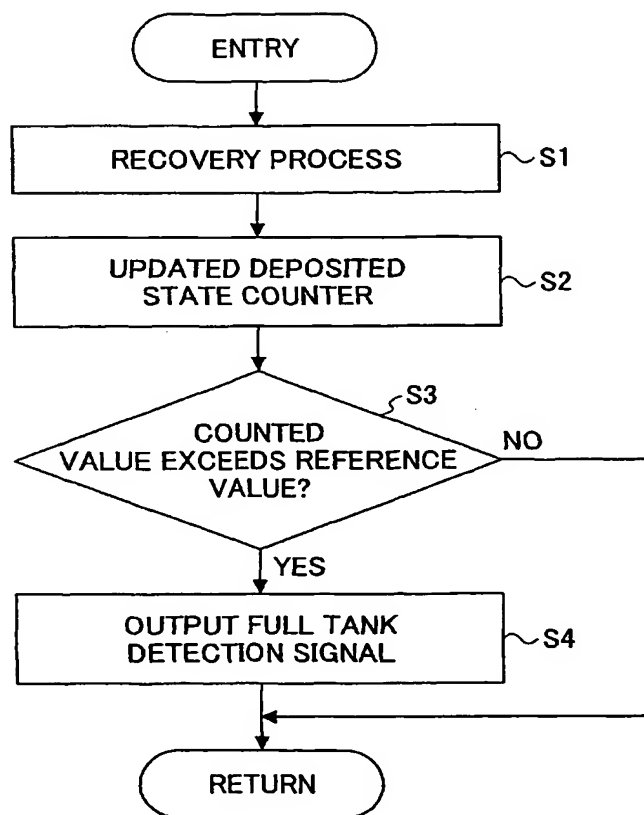 ENTRY
RECOVERY PROCESS
S1
UPDATED DEPOSITED
STATE COUNTER
S2
S3
COUNTED
VALUE EXCEEDS REFERENCE
VALUE?
NO
YES
OUTPUT FULL TANK
DETECTION SIGNAL
S4
RETURN